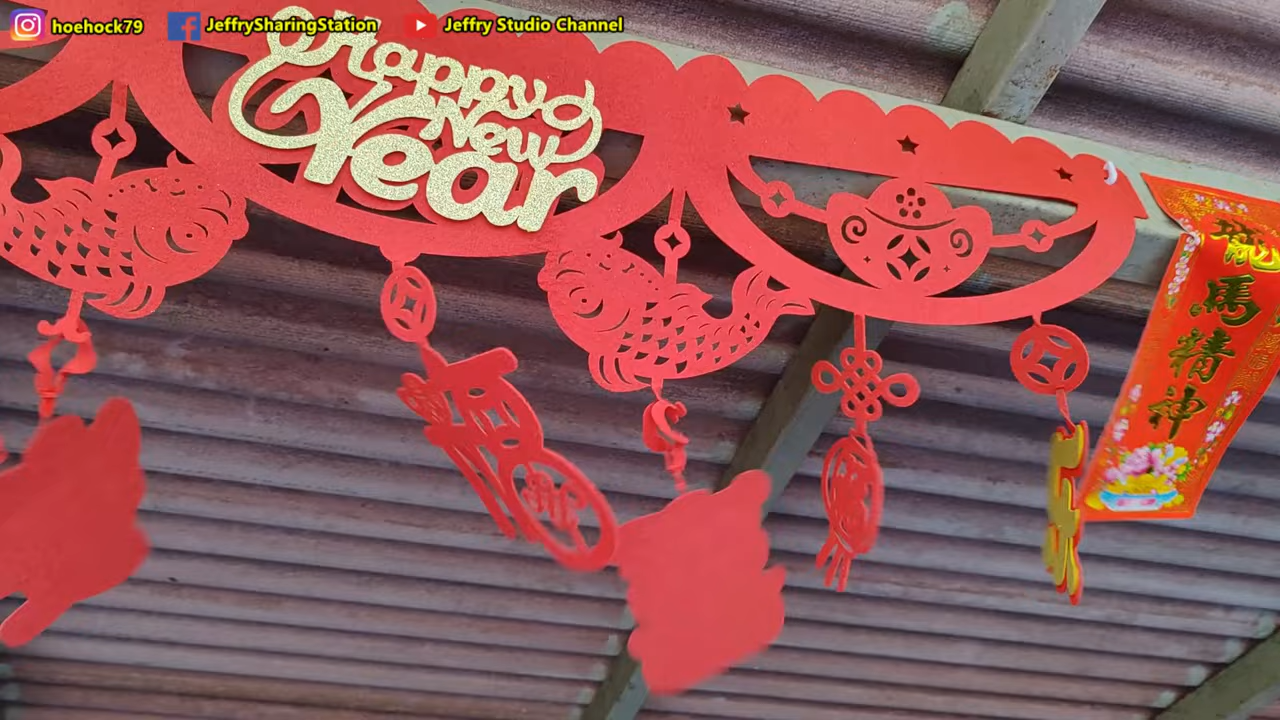 hoehock79
JeffrySharingStation
Jeffry Studio Channel
Happy
New
Year
龍馬精神